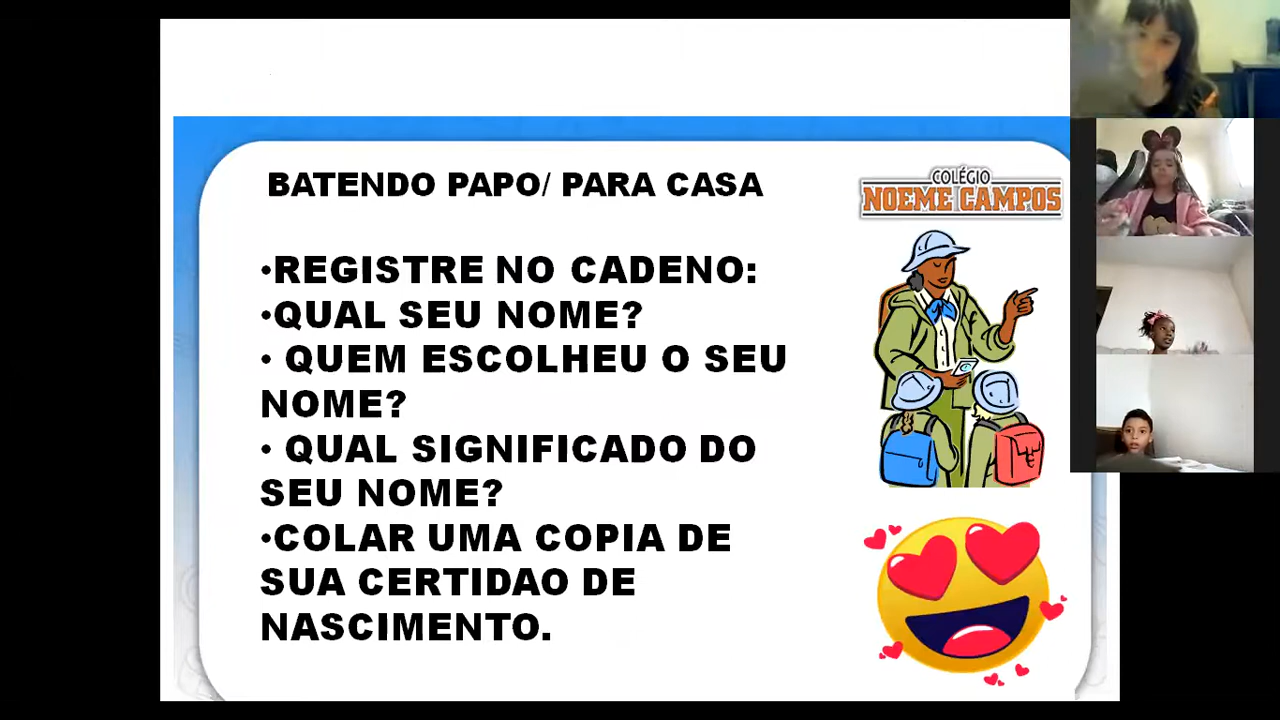 BATENDO PAPO/ PARA CASA
COLÉGIO
NOEME CAMPOS
•REGISTRE NO CADENO:
•QUAL SEU NOME?
• QUEM ESCOLHEU O SEU
NOME?
• QUAL SIGNIFICADO DO
SEU NOME?
•COLAR UMA COPIA DE
SUA CERTIDAO DE
NASCIMENTO.